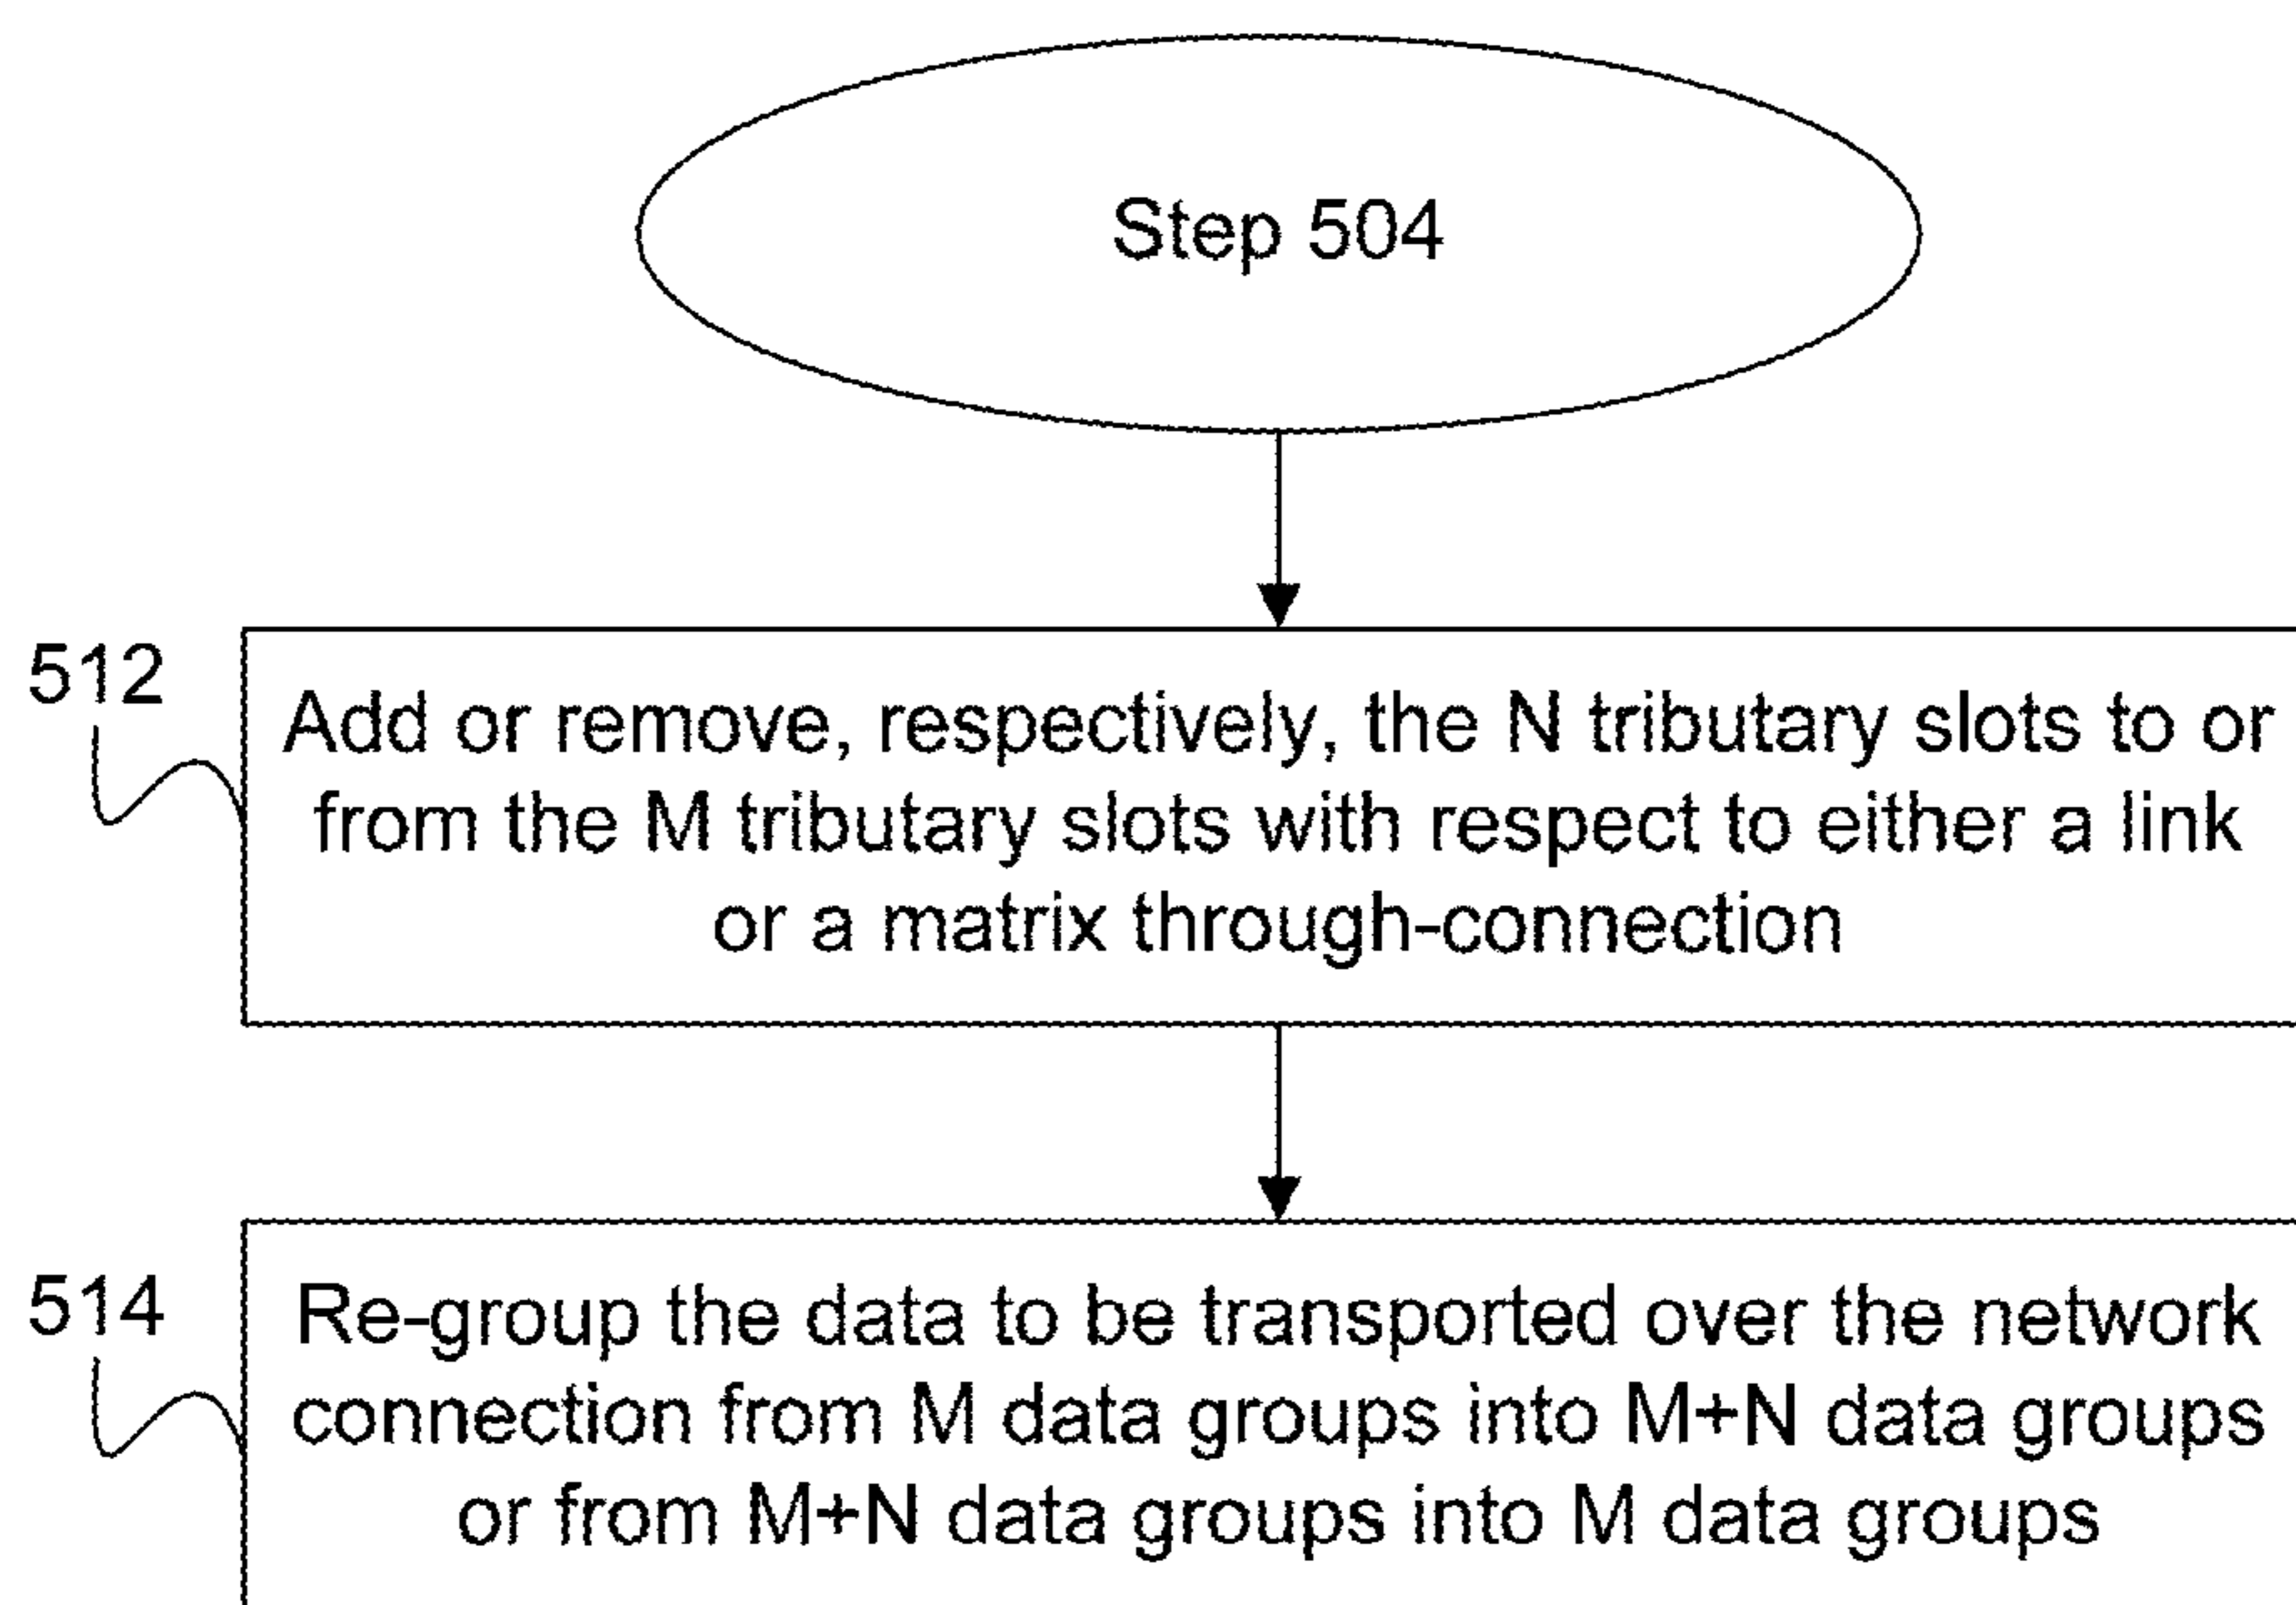 Step 504
512
Add or remove, respectively, the N tributary slots to or
from the M tributary slots with respect to either a link
or a matrix through-connection
514
Re-group the data to be transported over the network
connection from M data groups into M+N data groups
or from M+N data groups into M data groups